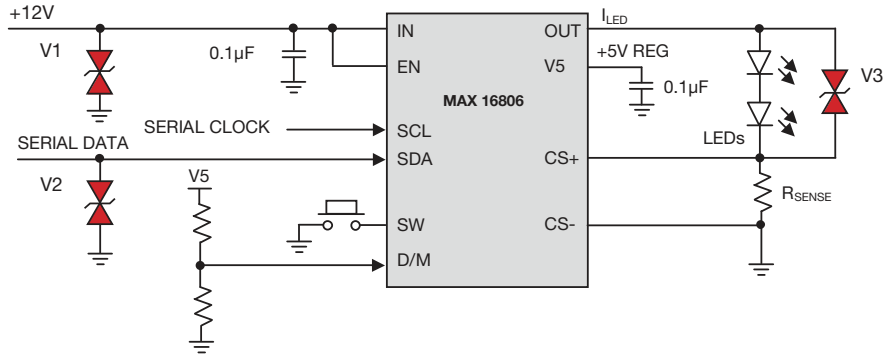 +12V
I_LED
V1
0.1µF
IN
OUT
+5V REG
EN
V5
0.1µF
V3
MAX 16806
SERIAL CLOCK
SCL
LEDs
SERIAL DATA
SDA
CS+
V2
V5
R_SENSE
SW
CS-
D/M